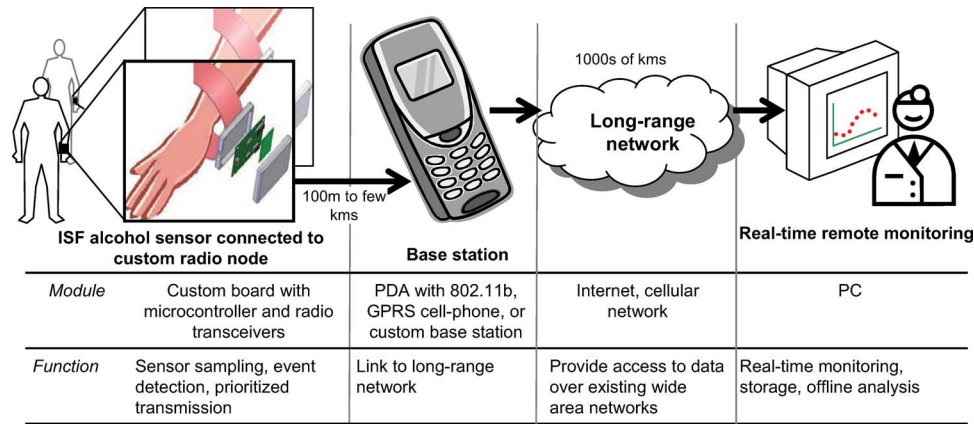 1000s of kms
Long-range
network
100m to few
kms
ISF alcohol sensor connected to
custom radio node
Base station
Real-time remote monitoring
Module
Custom board with
microcontroller and radio
transceivers
PDA with 802.11b,
GPRS cell-phone, or
custom base station
Internet, cellular
network
PC
Function
Sensor sampling, event
detection, prioritized
transmission
Link to long-range
network
Provide access to data
over existing wide
area networks
Real-time monitoring,
storage, offline analysis